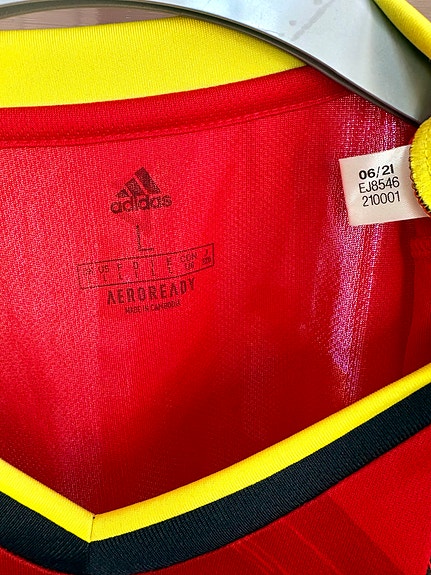 adidas
L
AEROREADY
MADE IN CAMBODIA
06/21
EJ8546
210001